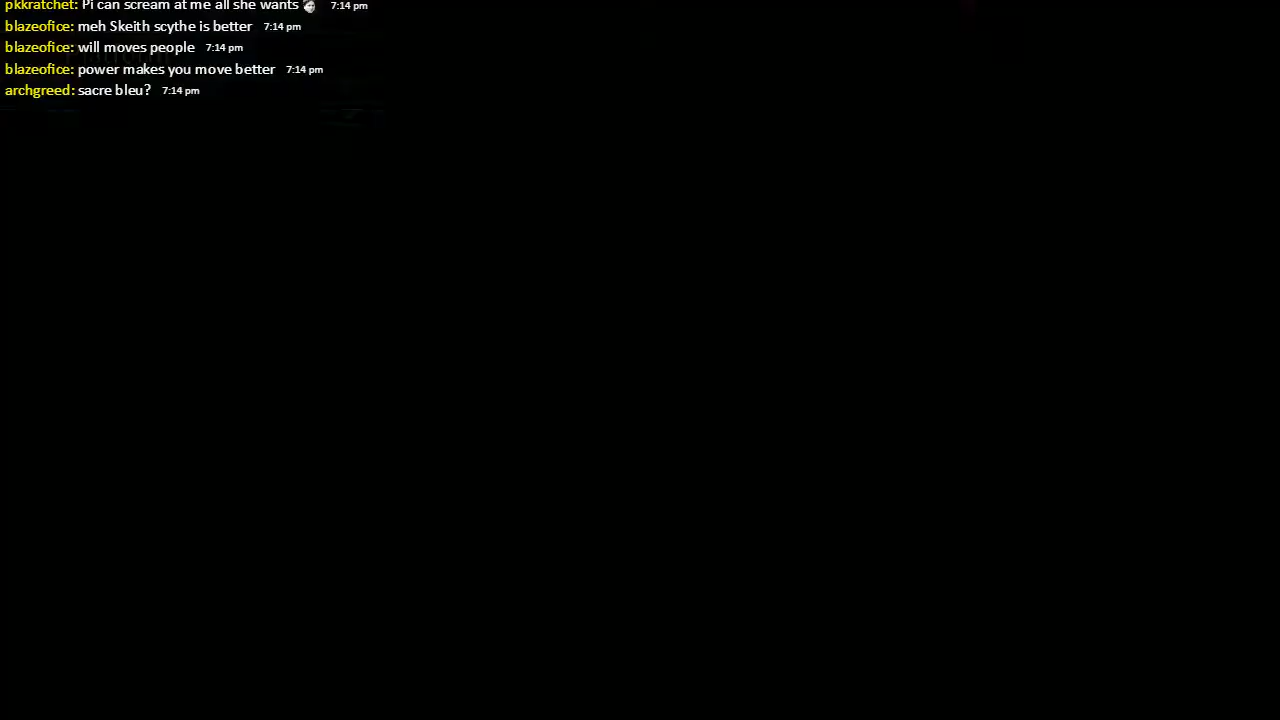 pkkratchet: Pi can scream at me all she wants 7:14 pm
blazeofice: meh Skeith scythe is better 7:14 pm
blazeofice: will moves people 7:14 pm
blazeofice: power makes you move better 7:14 pm
archgreed: sacre bleu? 7:14 pm